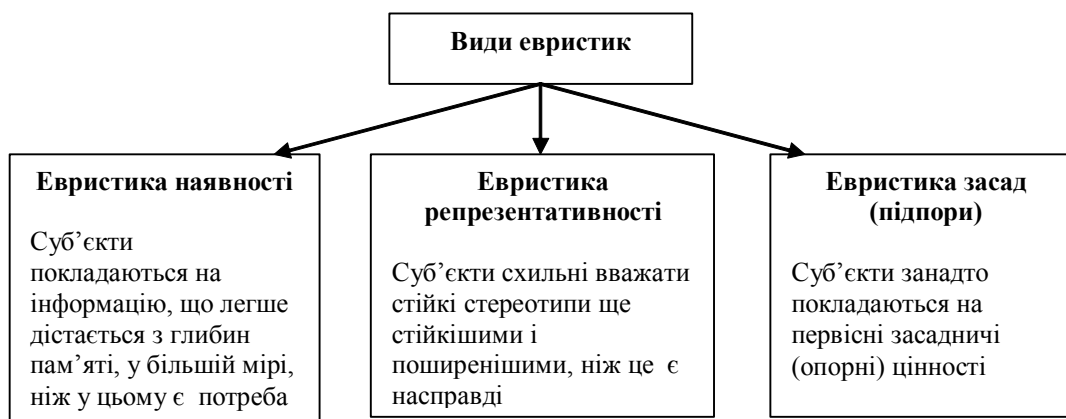 Види евристик
Евристика наявності
Суб’єкти
покладаються на
інформацію, що легше
дістається з глибин
пам’яті, у більшій мірі,
ніж у цьому є потреба
Евристика
репрезентативності
Суб’єкти схильні вважати
стійкі стереотипи ще
стійкішими і
поширенішими, ніж це є
насправді
Евристика засад
(підпори)
Суб’єкти занадто
покладаються на
первісні засадничі
(опорні) цінності